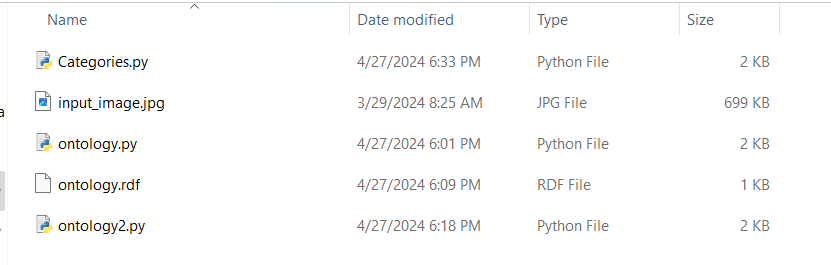 Name Date modified Type Size
Categories.py 4/27/2024 6:33 PM Python File 2 KB
input_image.jpg 3/29/2024 8:25 AM JPG File 699 KB
ontology.py 4/27/2024 6:01 PM Python File 2 KB
ontology.rdf 4/27/2024 6:09 PM RDF File 1 KB
ontology2.py 4/27/2024 6:18 PM Python File 2 KB